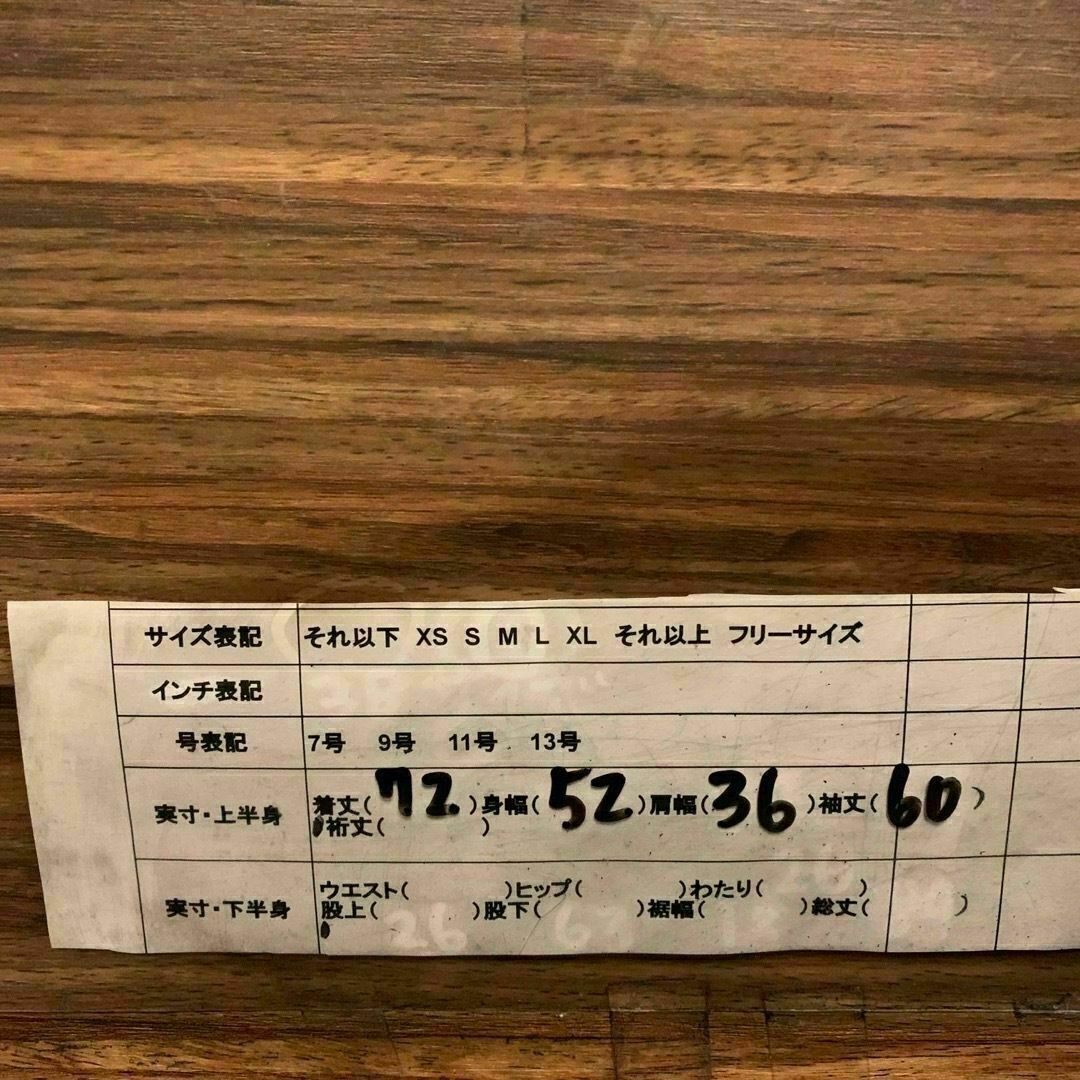 サイズ表記 それ以下 XS S M L XL それ以上 フリーサイズ
インチ表記
号表記 7号 9号 11号 13号
実寸・上半身 着丈( 72 )身幅( 52 )肩幅( 36 )袖丈( 60 )
裄丈( )
実寸・下半身 ウエスト( )ヒップ( )わたり( )
股上( )股下( )裾幅( )総丈( )